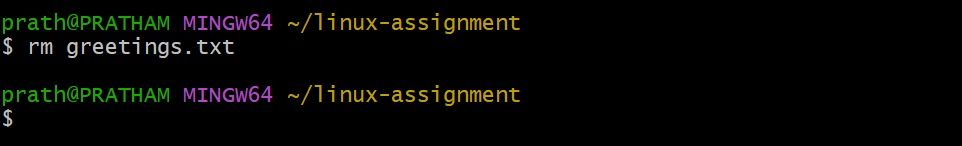 prath@PRATHAM MINGW64 ~/linux-assignment
$ rm greetings.txt
prath@PRATHAM MINGW64 ~/linux-assignment
$